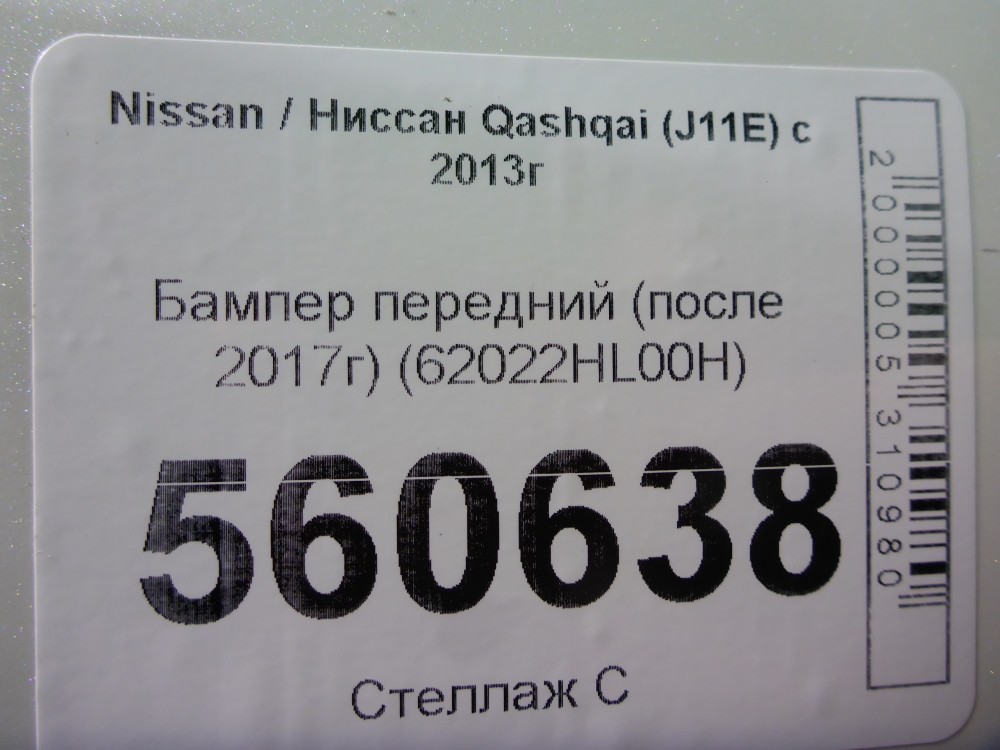 Nissan / Ниссан Qashqai (J11E) с
2013г
Бампер передний (после
2017г) (62022HL00H)
560638
Стеллаж С
2000005310980